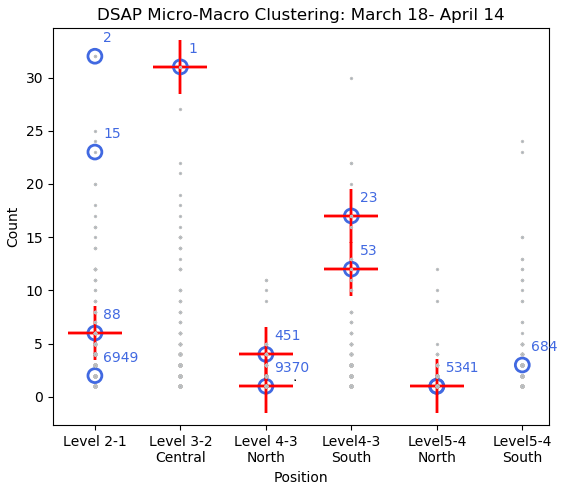 DSAP Micro-Macro Clustering: March 18- April 14
2
1
15
23
53
88
451
6949
9370
5341
684
30
25
20
15
10
5
0
Count
Level 2-1
Level 3-2
Central
Level 4-3
North
Level4-3
South
Level5-4
North
Level5-4
South
Position